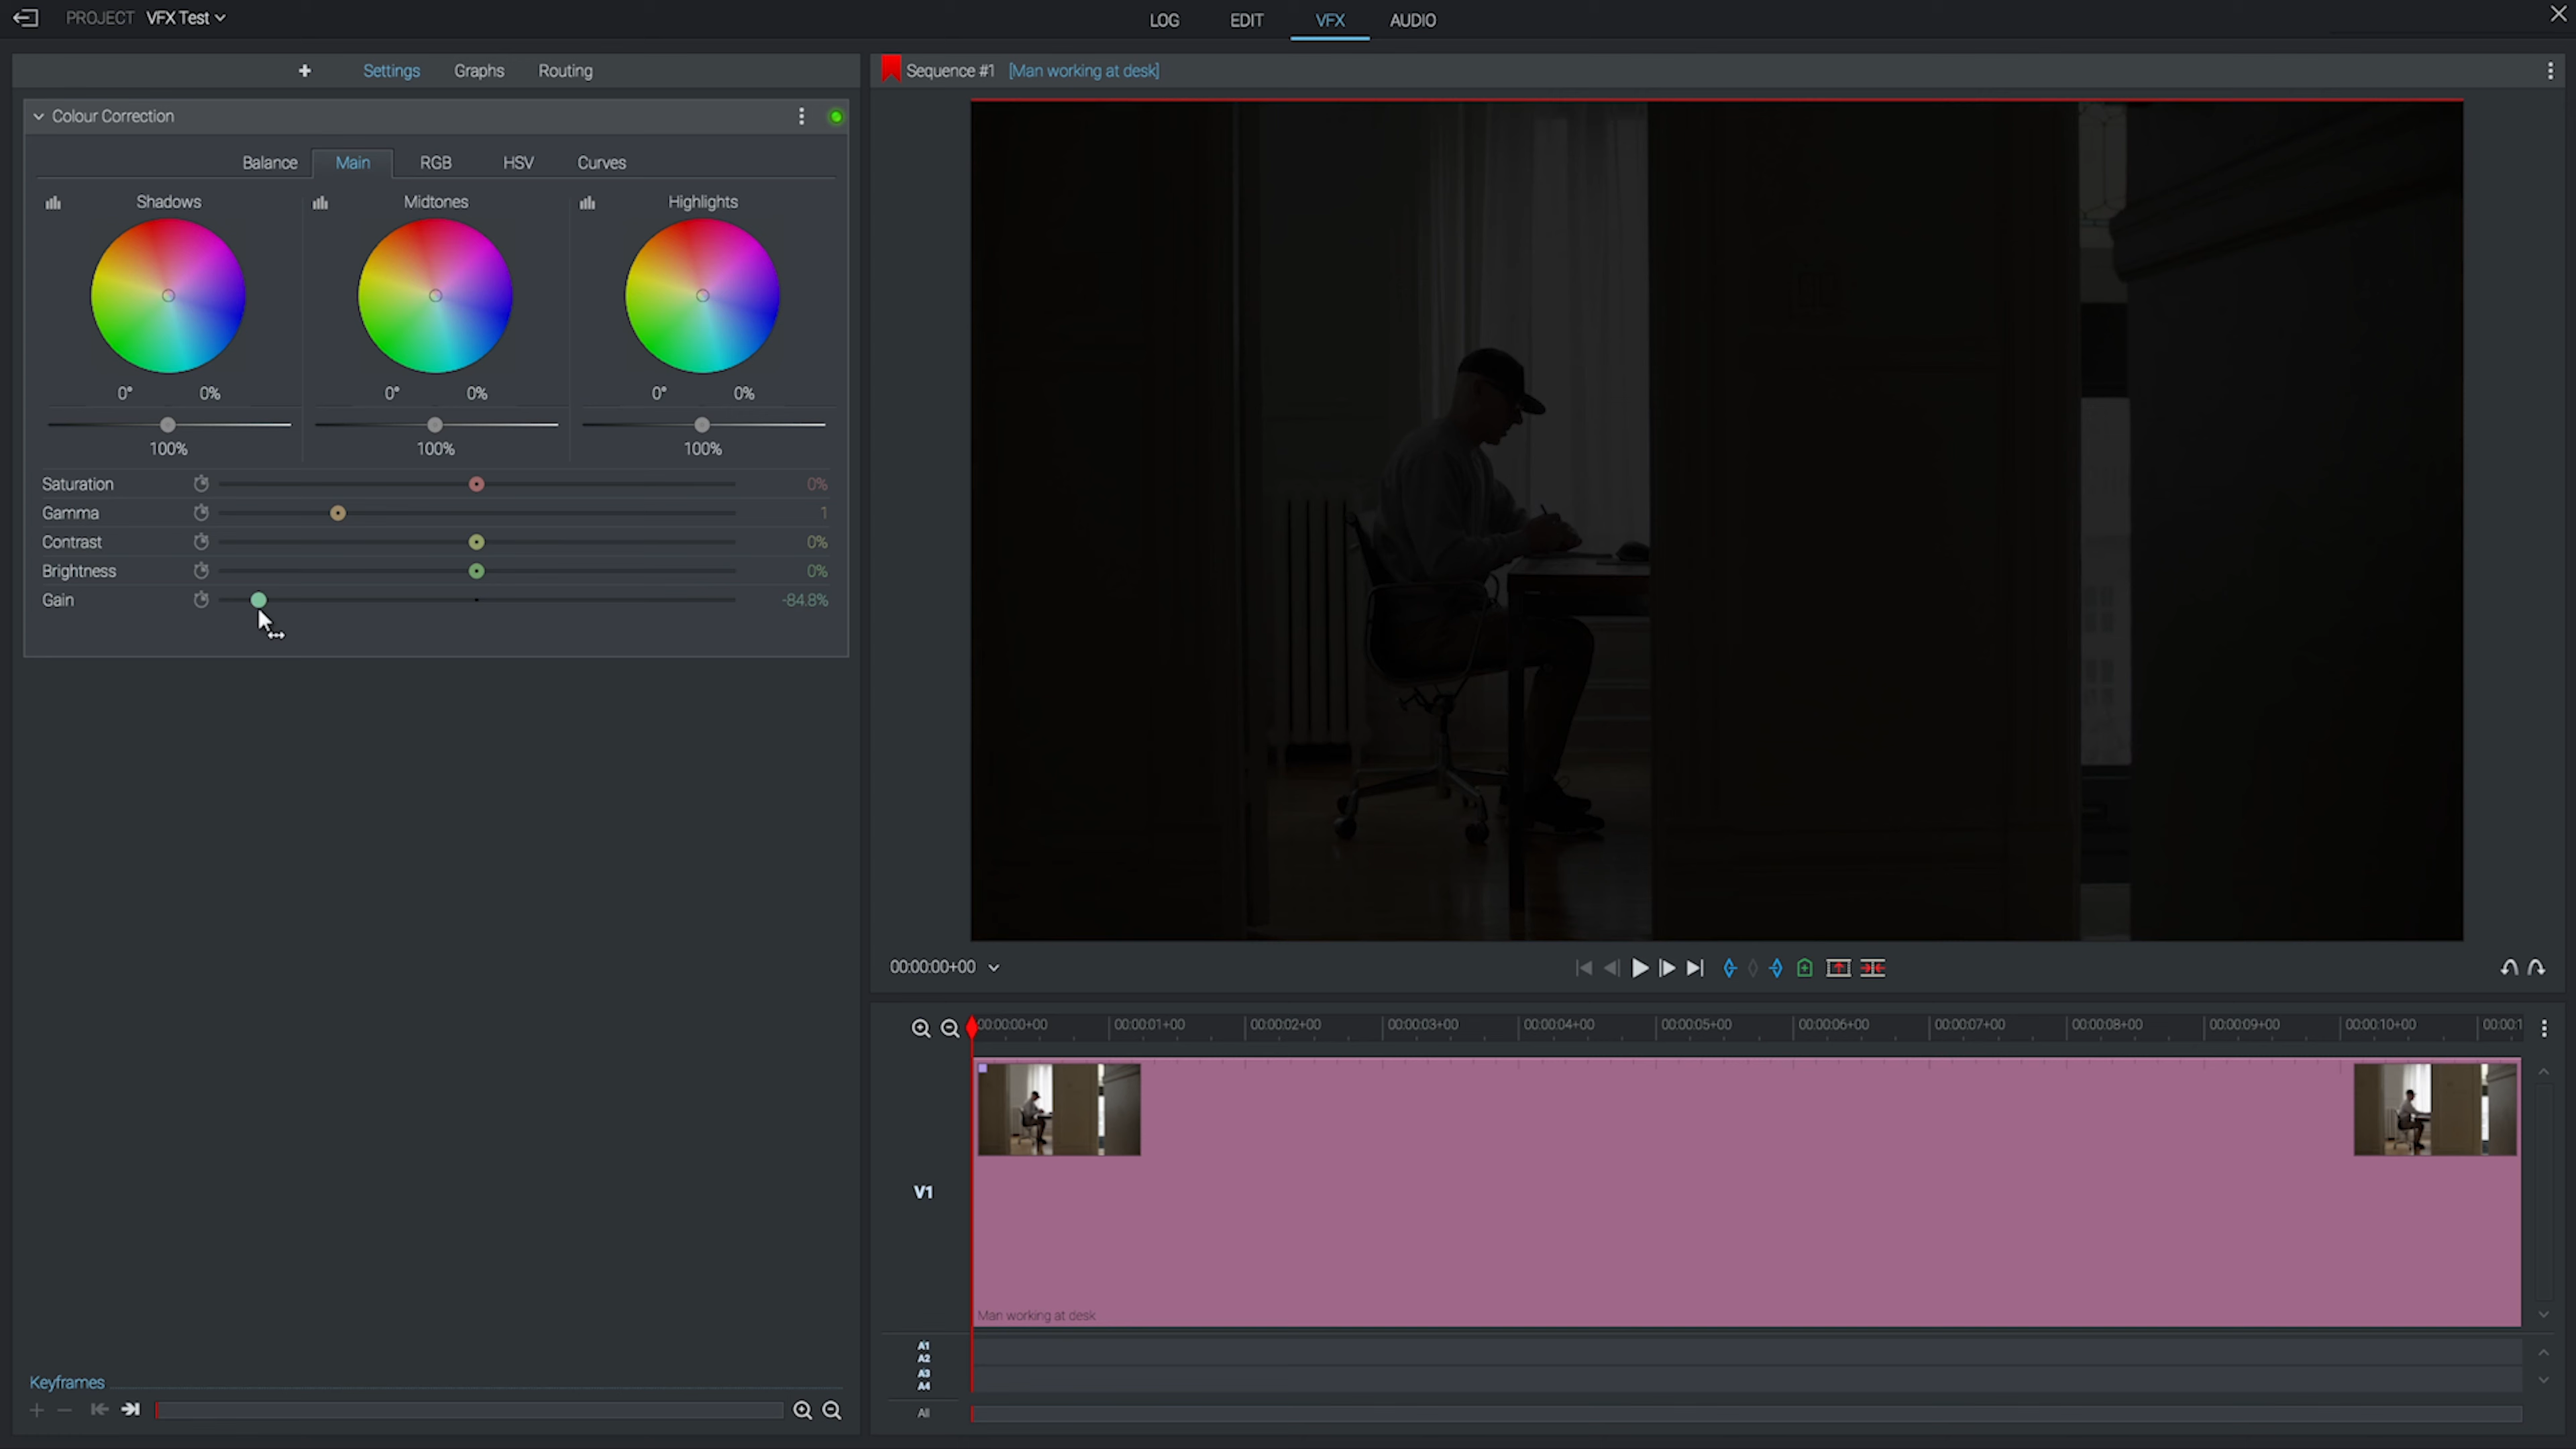 PROJECT VFX Test
LOG EDIT VFX AUDIO
Settings Graphs Routing
Colour Correction
Balance Main RGB HSV Curves
Shadows Midtones Highlights
0° 0% 0° 0% 0° 0%
100% 100% 100%
Saturation 0%
Gamma 1
Contrast 0%
Brightness 0%
Gain -84.8%
Keyframes
Sequence #1 [Man working at desk]
00:00:00+00
00:00:00+00 00:00:01+00 00:00:02+00 00:00:03+00 00:00:04+00 00:00:05+00 00:00:06+00 00:00:07+00 00:00:08+00 00:00:09+00 00:00:10+00 00:00:1
V1
Man working at desk
A1
A2
A3
A4
All